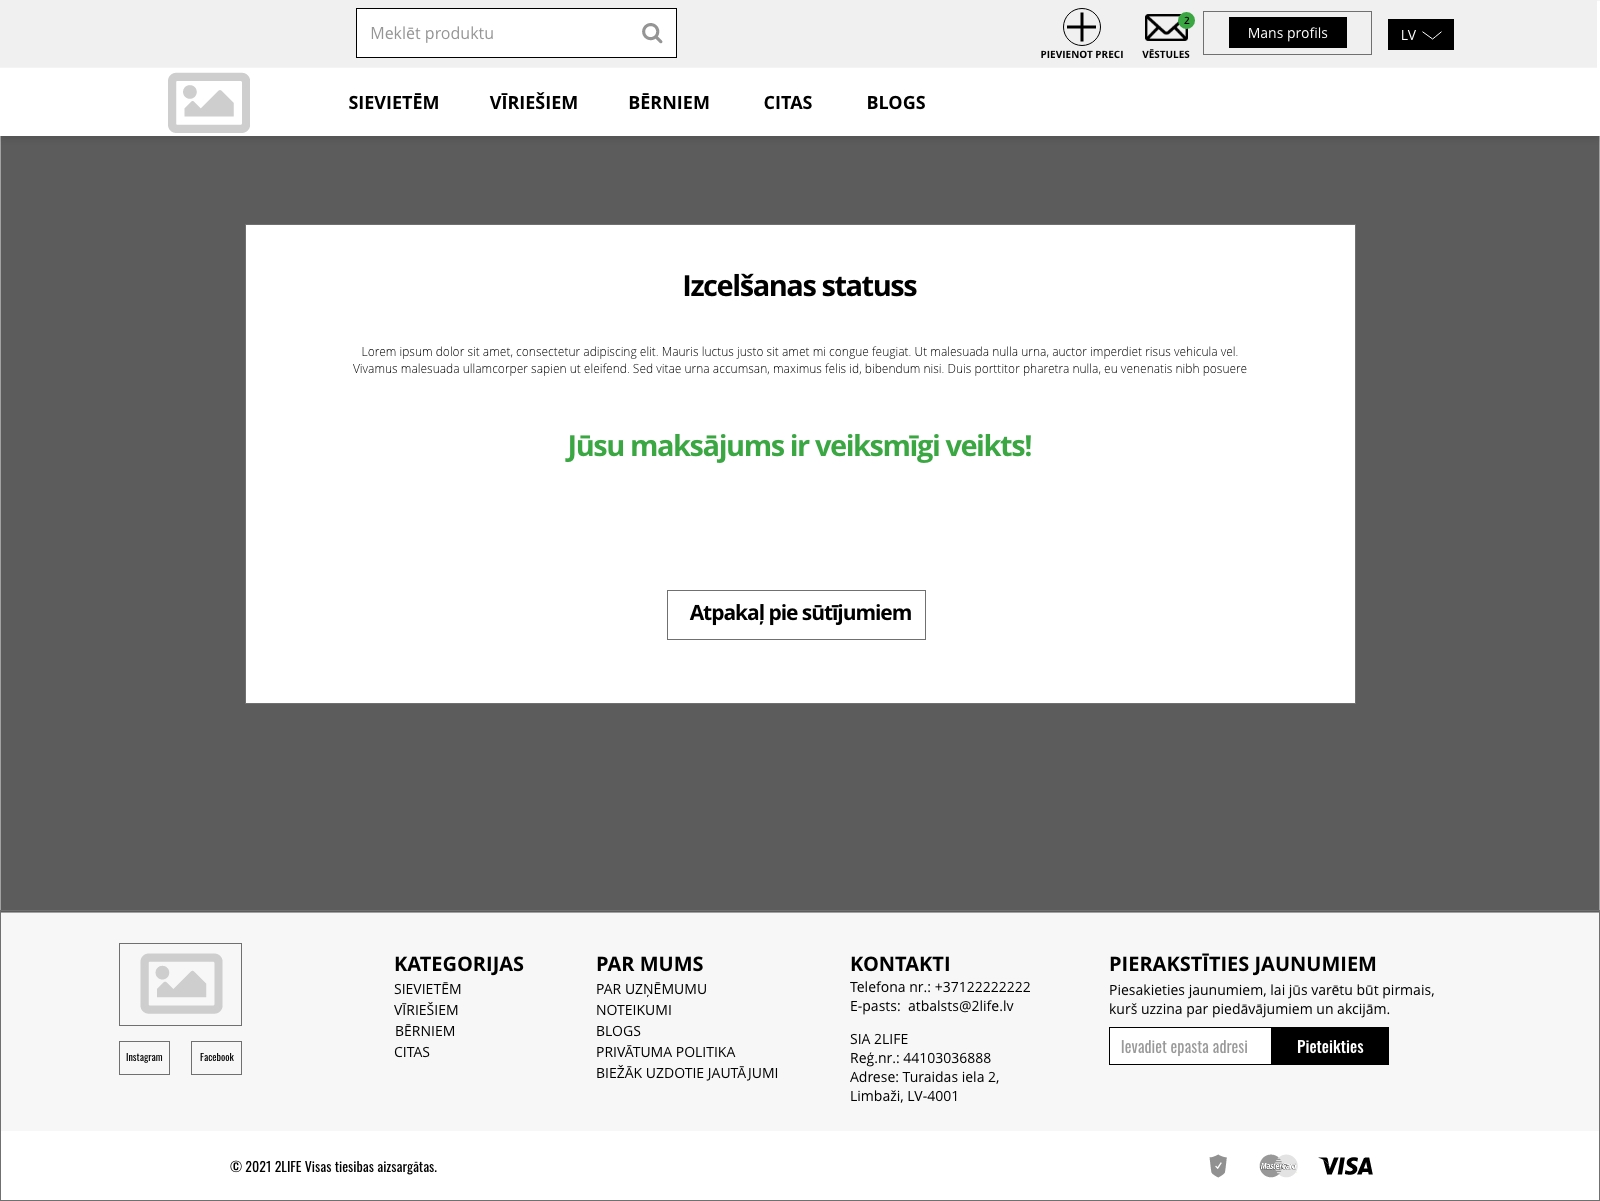 Meklēt produktu
2
PIEVIENOT PRECI
VĒSTULES
Mans profils
LV
SIEVIETĒM
VĪRIEŠIEM
BĒRNIEM
CITAS
BLOGS
Izcelšanas statuss
Lorem ipsum dolor sit amet, consectetur adipiscing elit. Mauris luctus justo sit amet mi congue feugiat. Ut malesuada nulla urna, auctor imperdiet risus vehicula vel.
Vivamus malesuada ullamcorper sapien ut eleifend. Sed vitae urna accumsan, maximus felis id, bibendum nisi. Duis porttitor pharetra nulla, eu venenatis nibh posuere
Jūsu maksājums ir veiksmīgi veikts!
Atpakaļ pie sūtījumiem
Instagram
Facebook
KATEGORIJAS
SIEVIETĒM
VĪRIEŠIEM
BĒRNIEM
CITAS
PAR MUMS
PAR UZŅĒMUMU
NOTEIKUMI
BLOGS
PRIVĀTUMA POLITIKA
BIEŽĀK UZDOTIE JAUTĀJUMI
KONTAKTI
Telefona nr.: +37122222222
E-pasts: atbalsts@2life.lv
SIA 2LIFE
Reģ.nr.: 44103036888
Adrese: Turaidas iela 2,
Limbaži, LV-4001
PIERAKSTĪTIES JAUNUMIEM
Piesakieties jaunumiem, lai jūs varētu būt pirmais,
kurš uzzina par piedāvājumiem un akcijām.
Ievadiet epasta adresi
Pieteikties
© 2021 2LIFE Visas tiesibas aizsargātas.
MasterCard
VISA